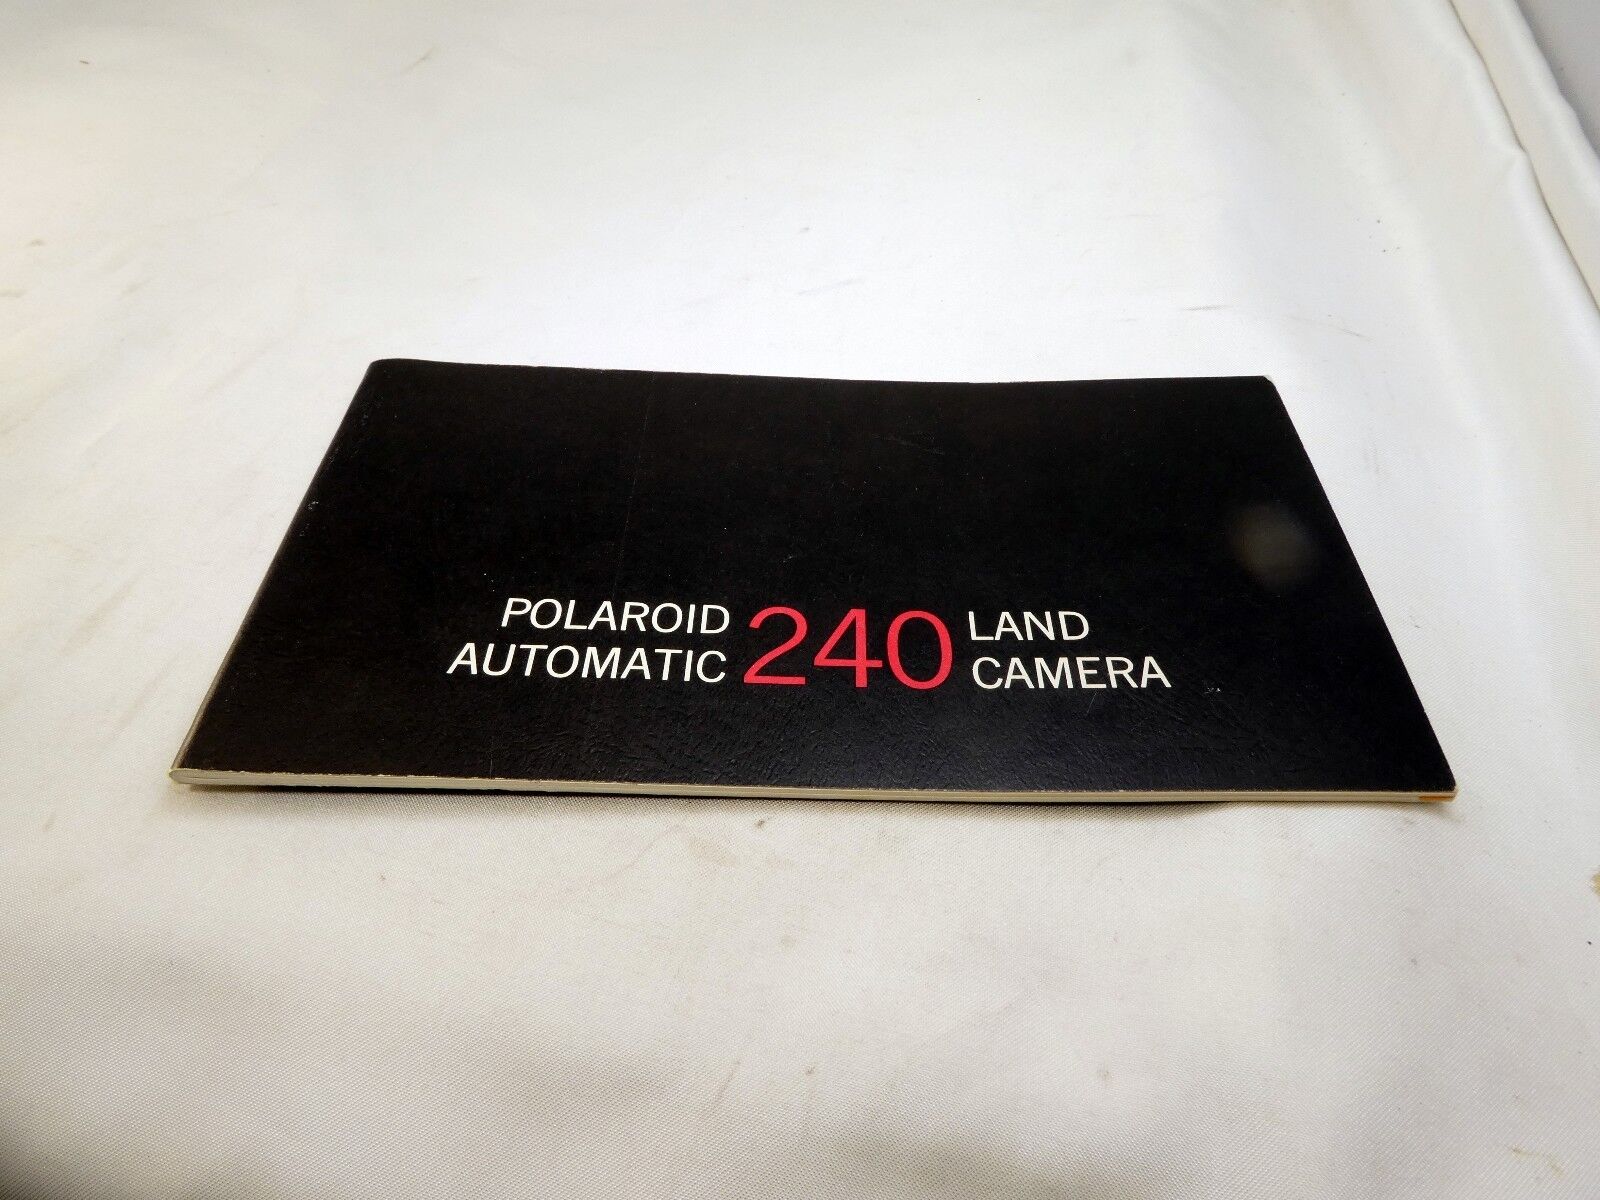 POLAROID
AUTOMATIC
240
LAND
CAMERA